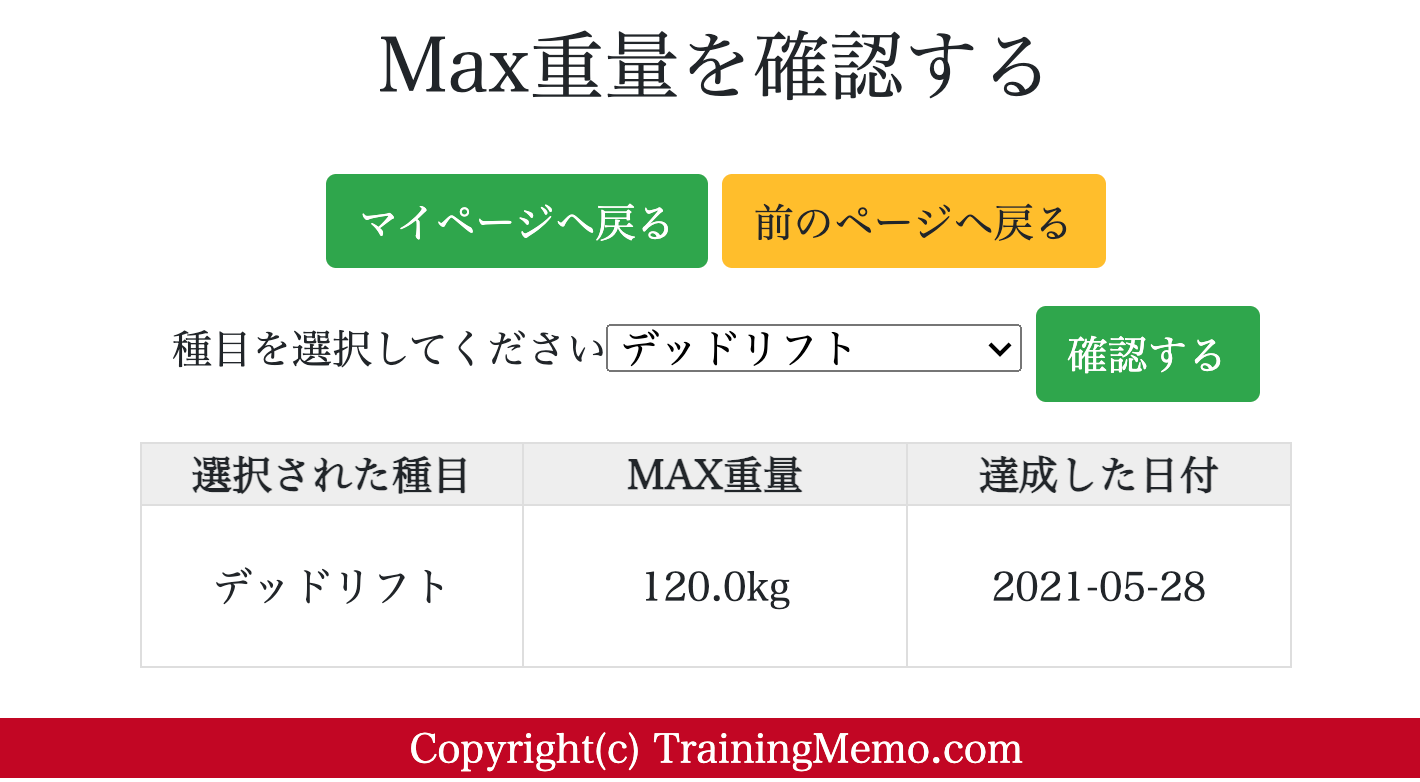 Max重量を確認する
マイページへ戻る 前のページへ戻る
種目を選択してください デッドリフト 確認する
選択された種目 MAX重量 達成した日付
デッドリフト 120.0kg 2021-05-28
Copyright(c) TrainingMemo.com